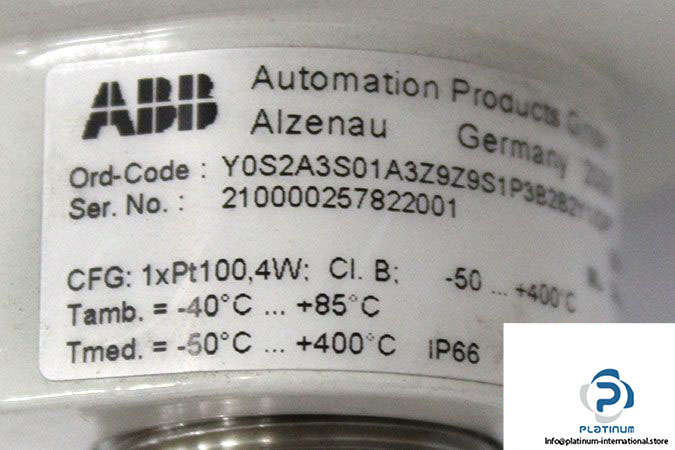 ABB
Automation Products
Alzenau Germany
Ord-Code :
Ser. No. : 210000257822001
CFG: 1xPt100,4W; Cl. B; -50 ... +400°C
Tamb. = -40°C ... +85°C
Tmed. = -50°C ... +400°C IP66
PLATINUM
Info@platinum-international.store